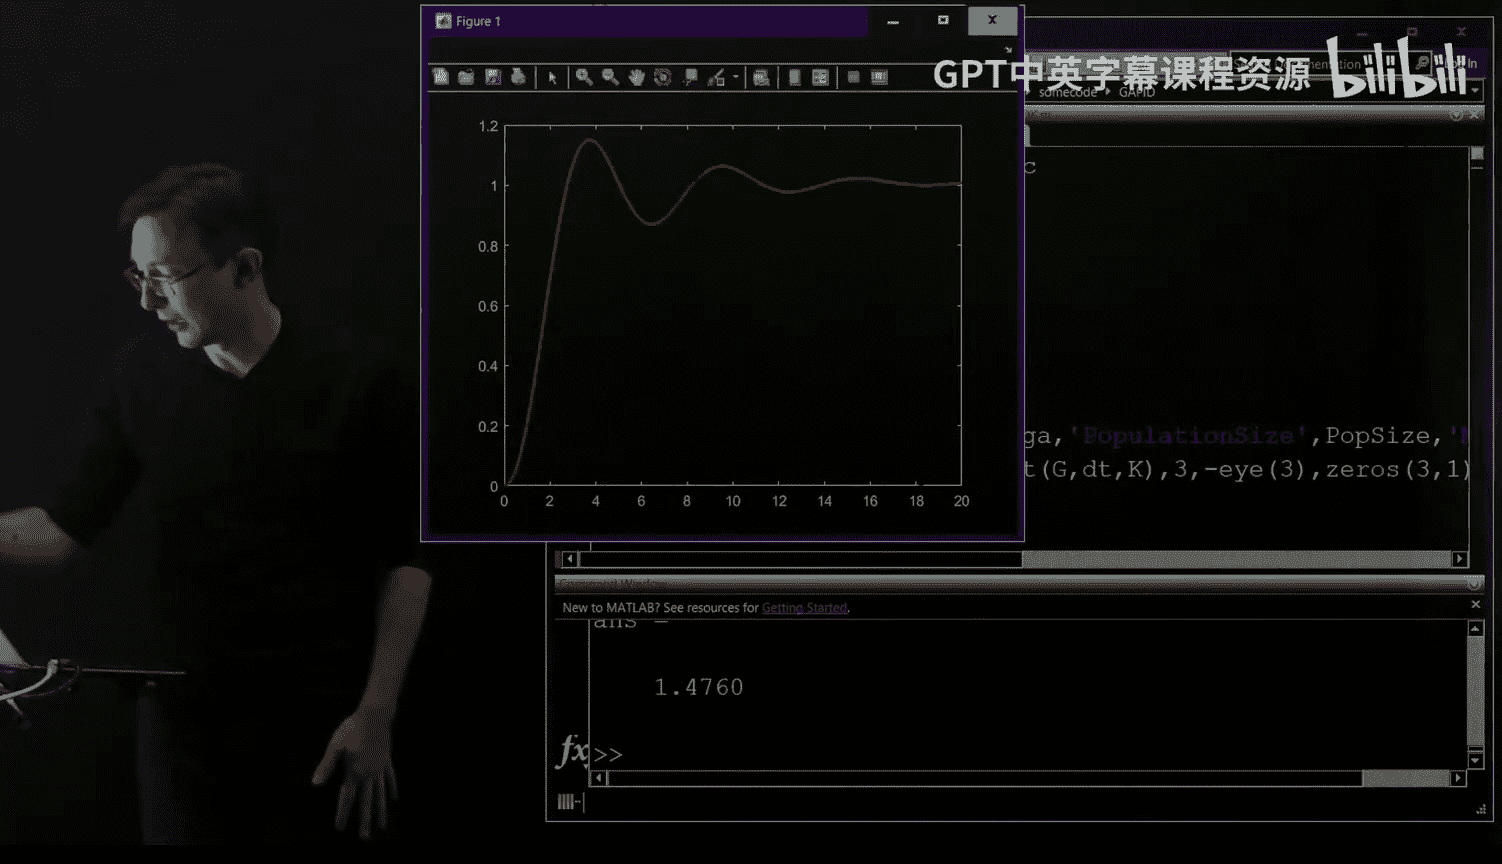 Figure 1
GPT中英字幕课程资源 bilibili
somecode ▸ GAPID
1.2
1
0.8
0.6
0.4
0.2
0
0 2 4 6 8 10 12 14 16 18 20
ga,'PopulationSize',PopSize,'
t(G,dt,K),3,-eye(3),zeros(3,1)
Command Window
New to MATLAB? See resources for Getting Started.
ans =
1.4760
fx >>